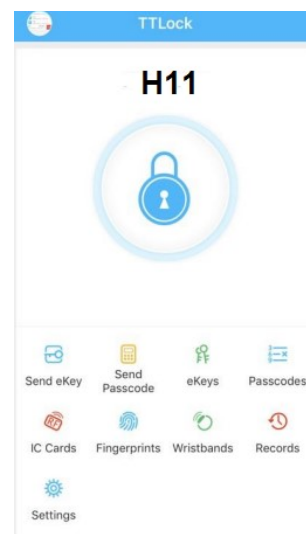 TTLock
H11
Send eKey
Send
Passcode
eKeys
Passcodes
IC Cards
Fingerprints
Wristbands
Records
Settings